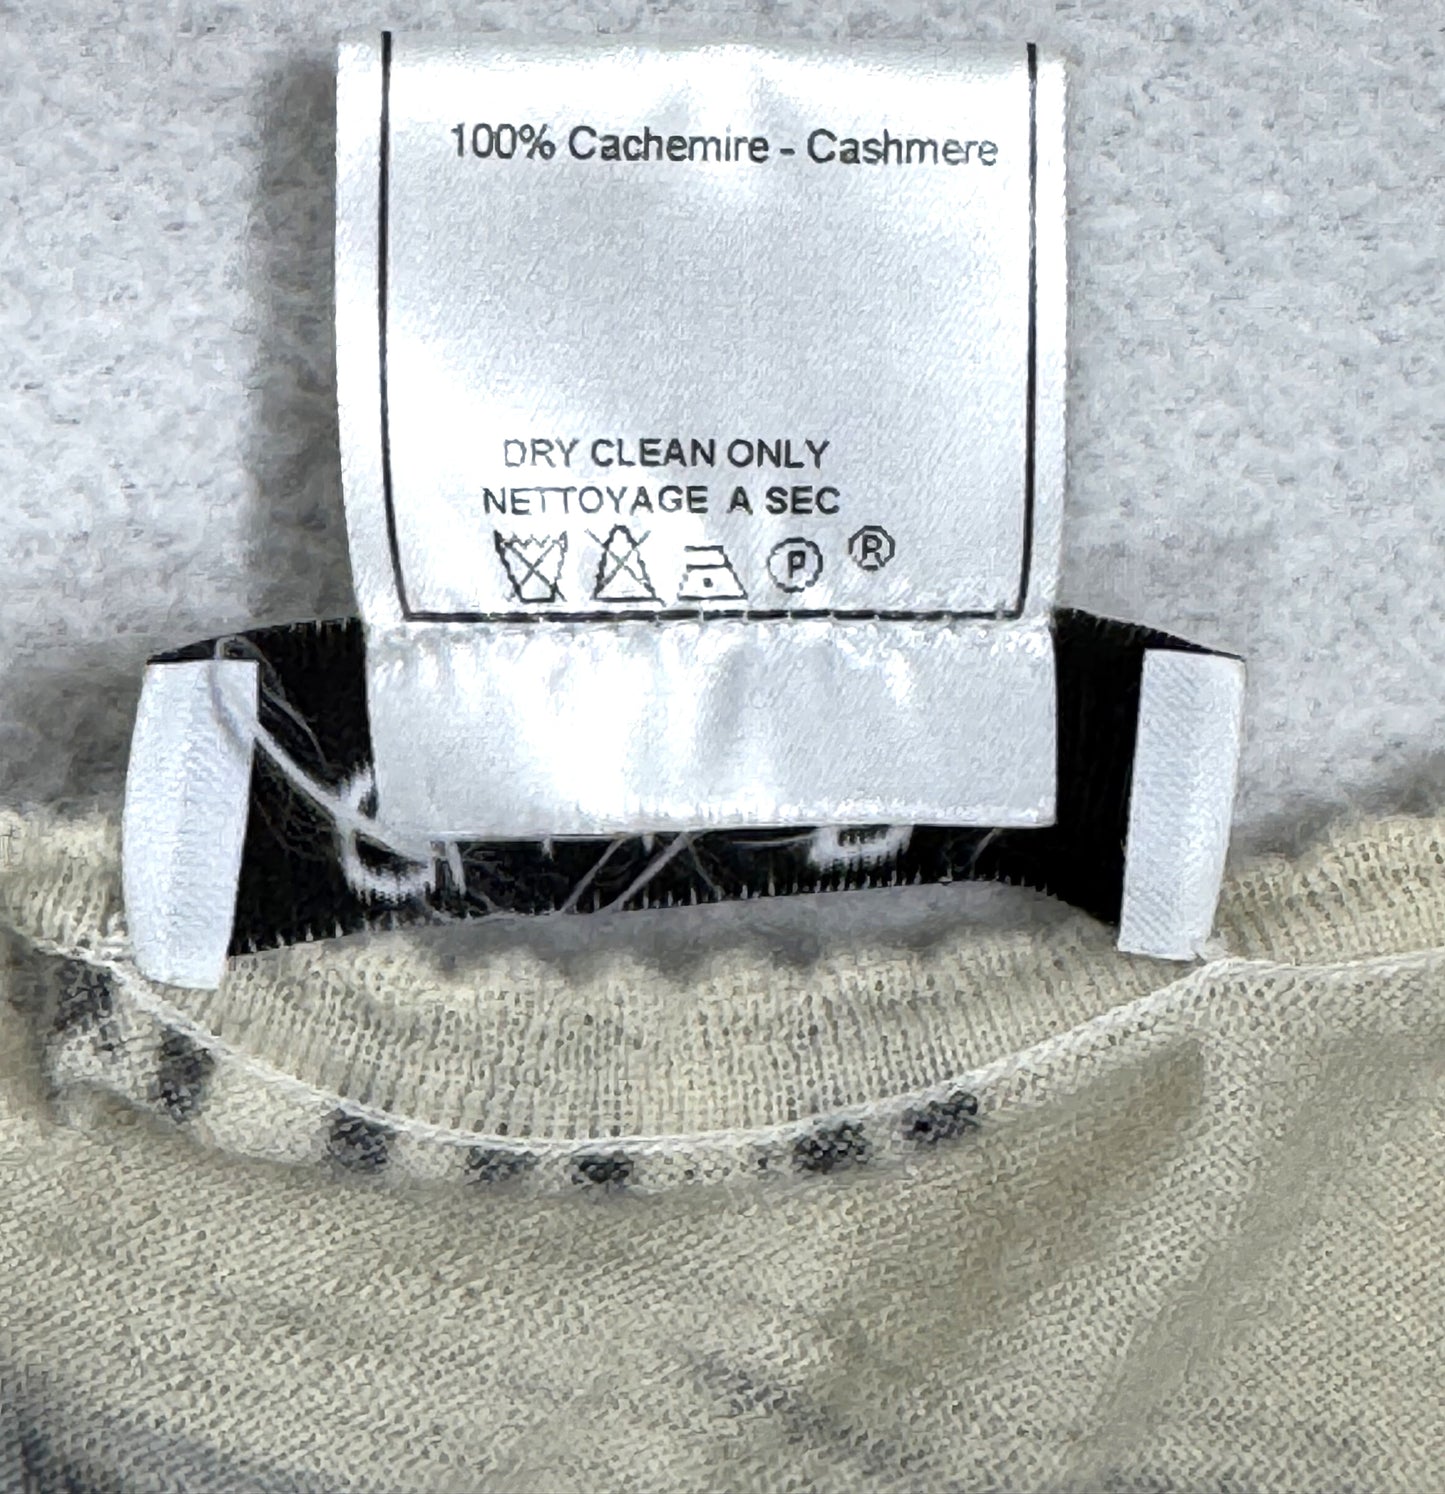 100% Cachemire - Cashmere
DRY CLEAN ONLY
NETTOYAGE A SEC
P ®